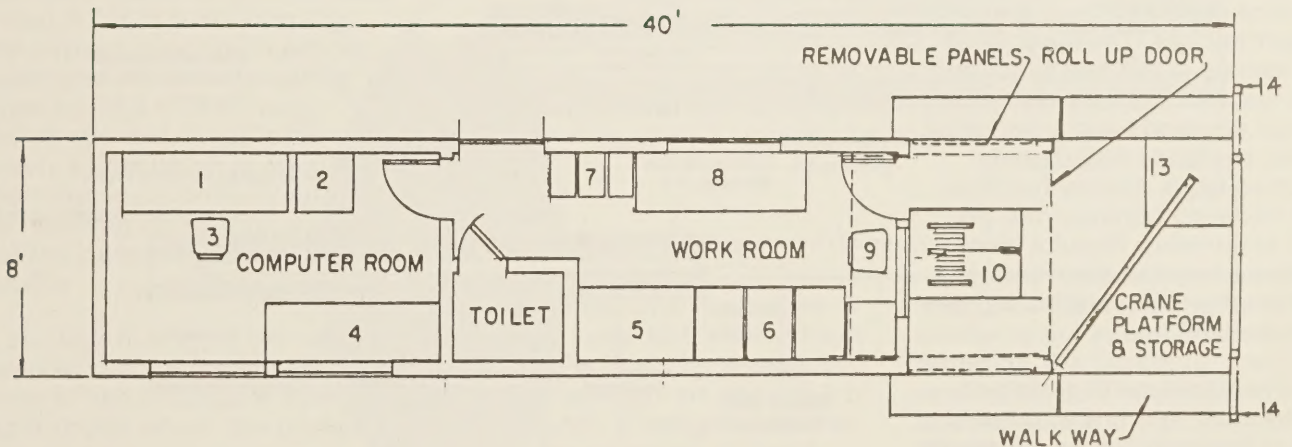 40'
REMOVABLE PANELS
ROLL UP DOOR
14
8'
1
2
7
8
13
3
9
COMPUTER ROOM
WORK ROOM
10
TOILET
4
5
6
CRANE
PLATFORM
& STORAGE
14
WALK WAY